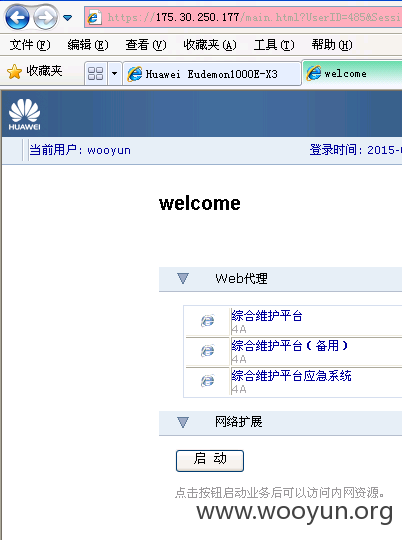 https://175.30.250.177/main.html?UserID=485&Sessi
文件(F) 编辑(E) 查看(V) 收藏夹(A) 工具(T) 帮助(H)
收藏夹 Huawei Eudemon1000E-X3 welcome
HUAWEI
当前用户: wooyun 登录时间: 2015-0
welcome
Web代理
综合维护平台
4A
综合维护平台（备用）
4A
综合维护平台应急系统
4A
网络扩展
启 动
点击按钮启动业务后可以访问内网资源。
www.wooyun.org